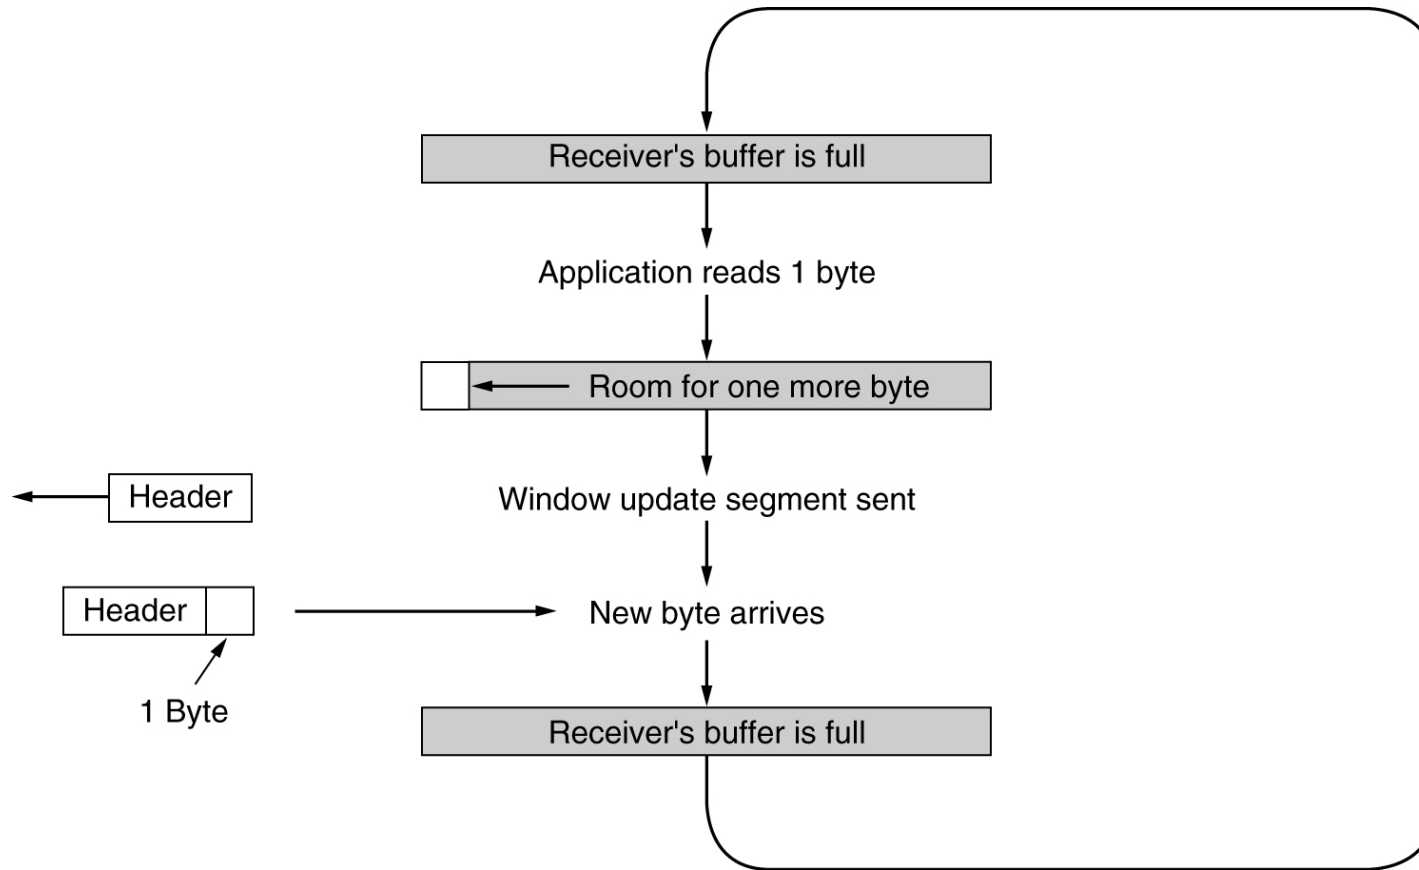 Receiver's buffer is full
Application reads 1 byte
Room for one more byte
Header
Window update segment sent
Header
New byte arrives
1 Byte
Receiver's buffer is full